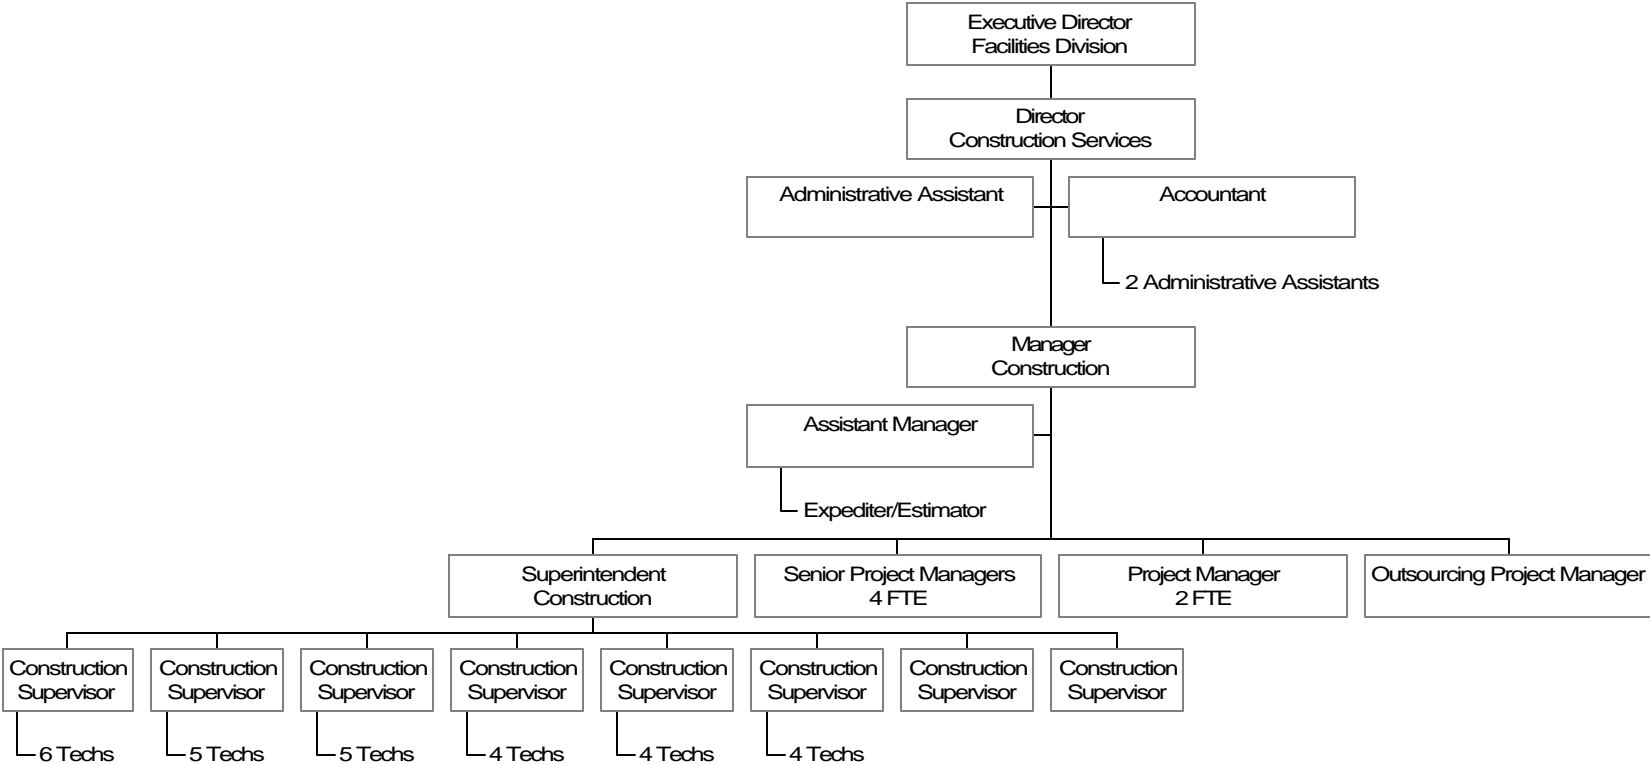 Executive Director
Facilities Division
Director
Construction Services
Administrative Assistant
Accountant
2 Administrative Assistants
Manager
Construction
Assistant Manager
Expediter/Estimator
Superintendent
Construction
Senior Project Managers
4 FTE
Project Manager
2 FTE
Outsourcing Project Manager
Construction
Supervisor
Construction
Supervisor
Construction
Supervisor
Construction
Supervisor
Construction
Supervisor
Construction
Supervisor
Construction
Supervisor
Construction
Supervisor
6 Techs
5 Techs
5 Techs
4 Techs
4 Techs
4 Techs